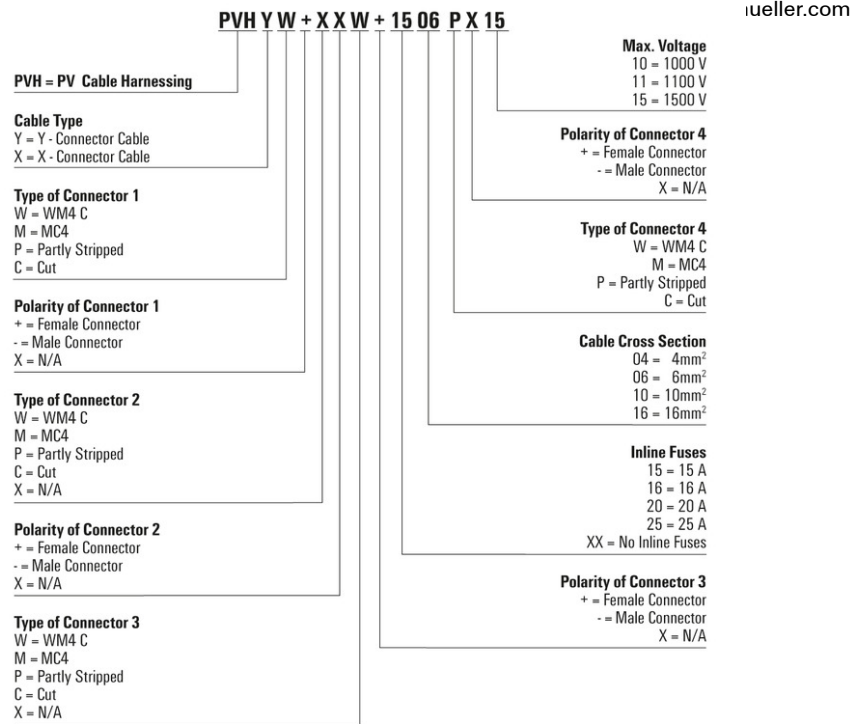 PVH Y W + X X W + 15 06 P X 15
ueller.com
PVH = PV Cable Harnessing
Cable Type
Y = Y - Connector Cable
X = X - Connector Cable
Type of Connector 1
W = WM4 C
M = MC4
P = Partly Stripped
C = Cut
Polarity of Connector 1
+ = Female Connector
- = Male Connector
X = N/A
Type of Connector 2
W = WM4 C
M = MC4
P = Partly Stripped
C = Cut
X = N/A
Polarity of Connector 2
+ = Female Connector
- = Male Connector
X = N/A
Type of Connector 3
W = WM4 C
M = MC4
P = Partly Stripped
C = Cut
X = N/A
Max. Voltage
10 = 1000 V
11 = 1100 V
15 = 1500 V
Polarity of Connector 4
+ = Female Connector
- = Male Connector
X = N/A
Type of Connector 4
W = WM4 C
M = MC4
P = Partly Stripped
C = Cut
Cable Cross Section
04 = 4mm²
06 = 6mm²
10 = 10mm²
16 = 16mm²
Inline Fuses
15 = 15 A
16 = 16 A
20 = 20 A
25 = 25 A
XX = No Inline Fuses
Polarity of Connector 3
+ = Female Connector
- = Male Connector
X = N/A